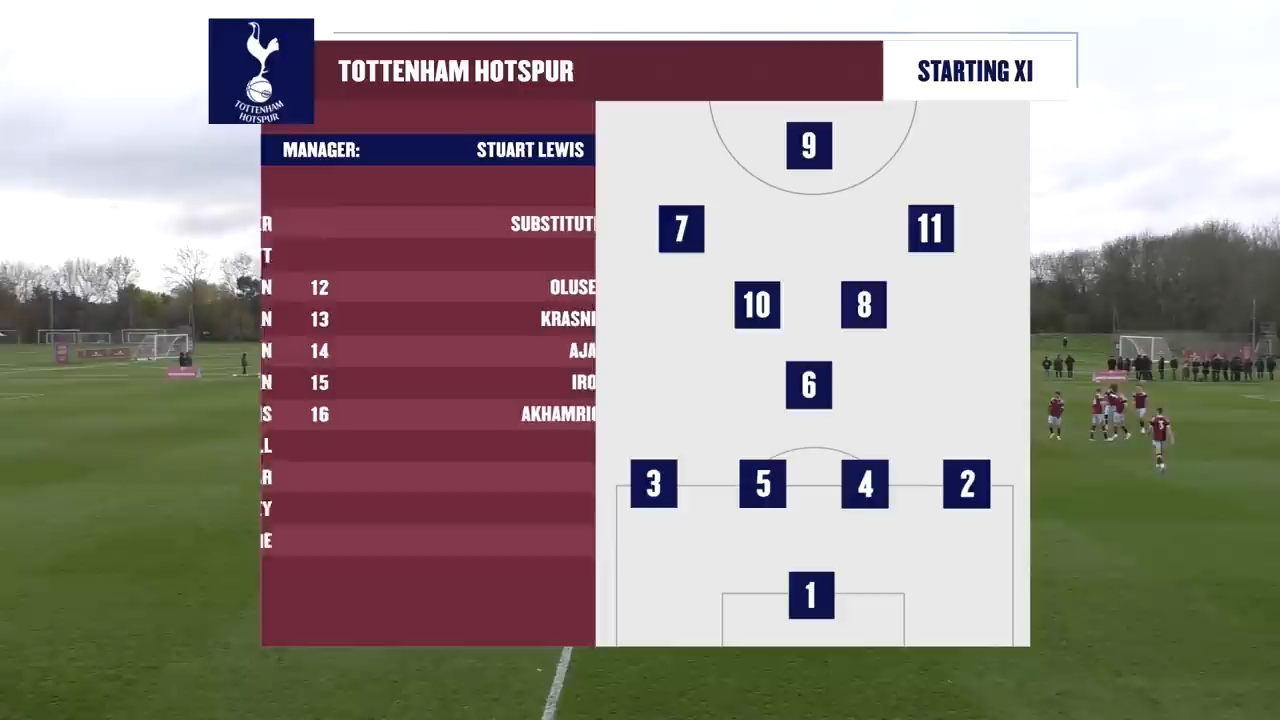 TOTTENHAM HOTSPUR
STARTING XI
TOTTENHAM
HOTSPUR
MANAGER: STUART LEWIS
R SUBSTITUT
T
N 12 OLUSE
N 13 KRASNI
N 14 AJA
N 15 IRO
S 16 AKHAMRI
L
R
Y
E
9
7 11
10 8
6
3 5 4 2
1
3